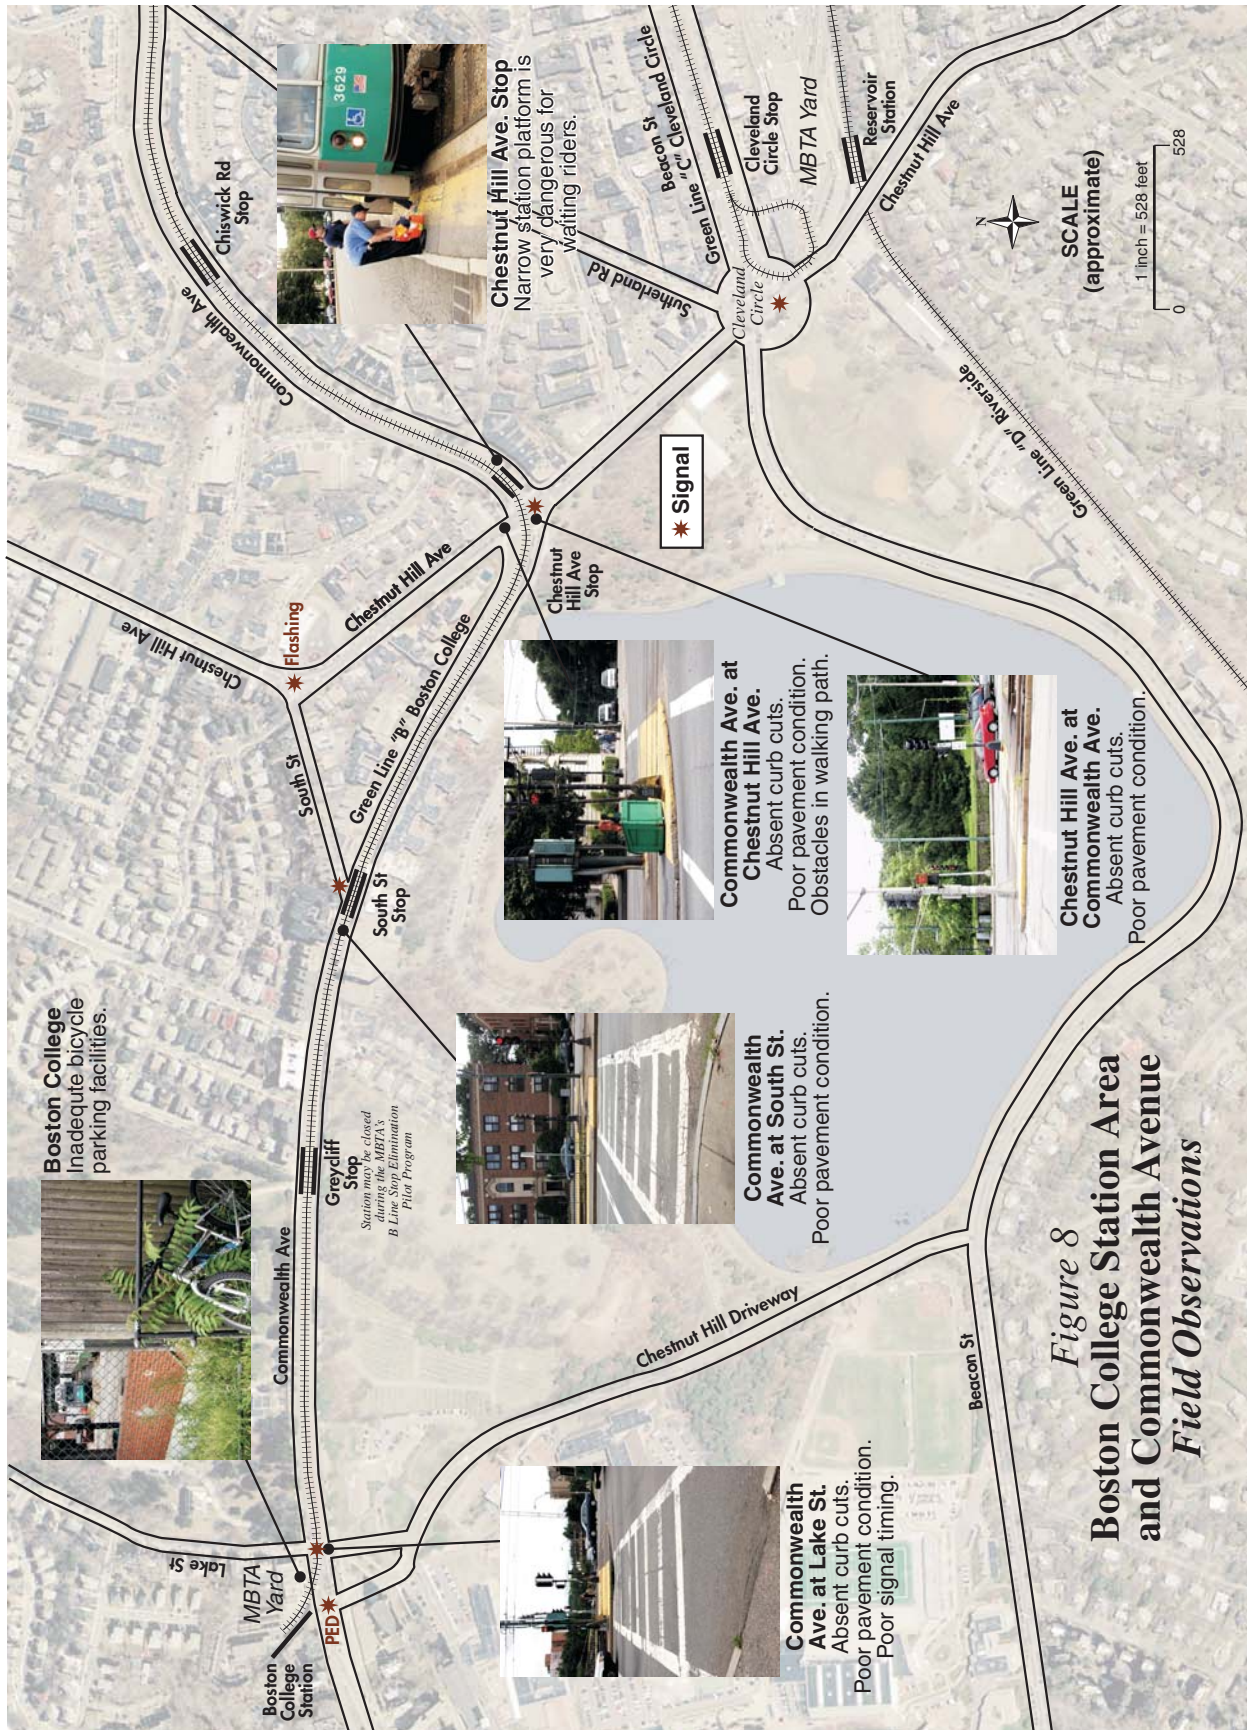 Boston College
Inadequte bicycle
parking facilities.
Chestnut Hill Ave. Stop
Narrow station platform is
very dangerous for
waiting riders.
3629
Commonwealth Ave. at
Chestnut Hill Ave.
Absent curb cuts.
Poor pavement condition.
Obstacles in walking path.
Chestnut Hill Ave. at
Commonwealth Ave.
Absent curb cuts.
Poor pavement condition.
Commonwealth
Ave. at South St.
Absent curb cuts.
Poor pavement condition.
Commonwealth
Ave. at Lake St.
Absent curb cuts.
Poor pavement condition.
Poor signal timing.
Lake St
MBTA
Yard
PED
Boston
College
Station
Commonwealth Ave
Greycliff
Stop
Station may be closed
during the MBTA's
B Line Stop Elimination
Pilot Program
South St
Stop
South St
Green Line "B" Boston College
Flashing
Chestnut Hill Ave
Chestnut Hill Ave
Chestnut
Hill Ave
Stop
Commonwealth Ave
Chiswick Rd
Stop
Sutherland Rd
Beacon St
Green Line "C" Cleveland Circle
Cleveland
Circle Stop
Cleveland
Circle
MBTA Yard
Reservoir
Station
Chestnut Hill Ave
Green Line "D" Riverside
Signal
Chestnut Hill Driveway
Beacon St
N
SCALE
(approximate)
1 inch = 528 feet
0
528
Figure 8
Boston College Station Area
and Commonwealth Avenue
Field Observations